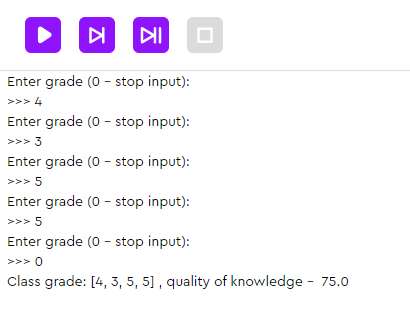 Enter grade (0 - stop input):
>>> 4
Enter grade (0 - stop input):
>>> 3
Enter grade (0 - stop input):
>>> 5
Enter grade (0 - stop input):
>>> 5
Enter grade (0 - stop input):
>>> 0
Class grade: [4, 3, 5, 5] , quality of knowledge - 75.0